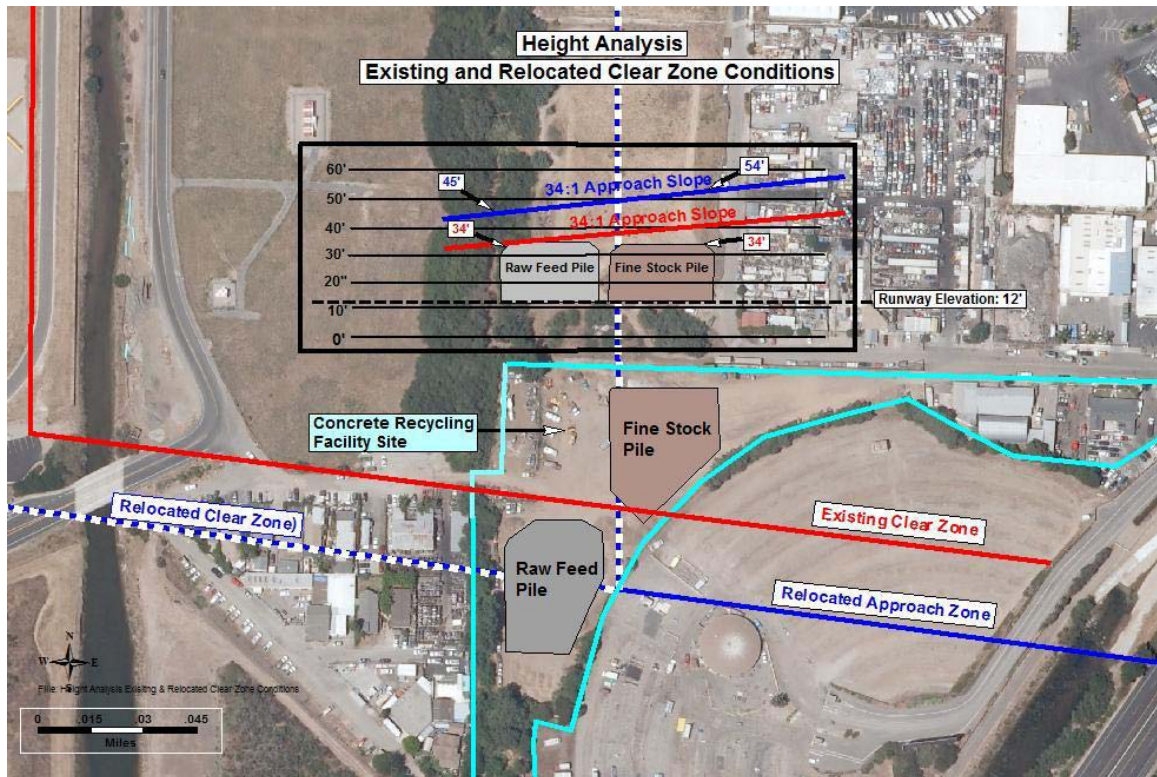 Height Analysis
Existing and Relocated Clear Zone Conditions
60'
50'
40'
30'
20"
10'
0'
45'
54'
34:1 Approach Slope
34:1 Approach Slope
34'
34'
Raw Feed Pile
Fine Stock Pile
Runway Elevation: 12'
Concrete Recycling
Facility Site
Fine Stock
Pile
Relocated Clear Zone)
Existing Clear Zone
Raw Feed
Pile
Relocated Approach Zone
N
W
E
S
File: Height Analysis Exisitng & Relocated Clear Zone Conditions
0 .015 .03 .045
Miles